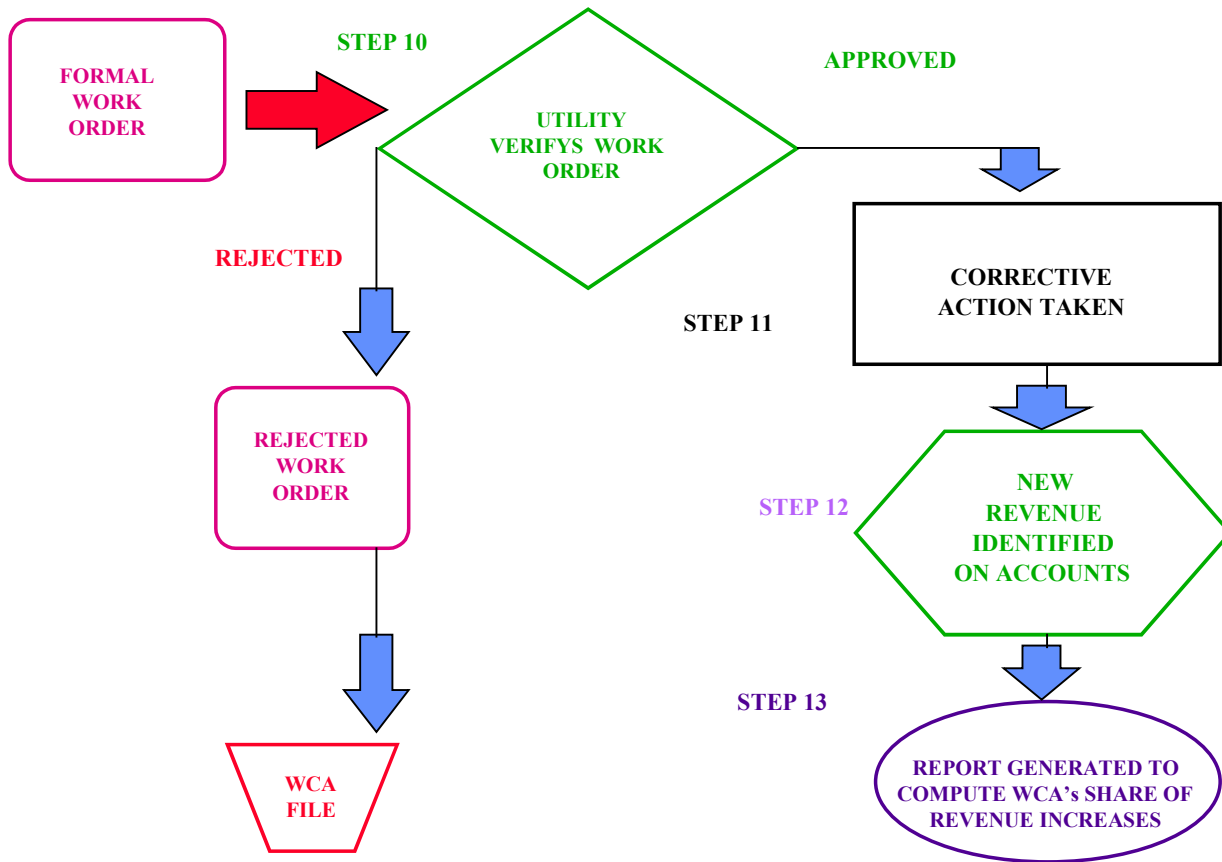 STEP 10
FORMAL
WORK
ORDER
APPROVED
UTILITY
VERIFYS WORK
ORDER
REJECTED
CORRECTIVE
ACTION TAKEN
STEP 11
REJECTED
WORK
ORDER
STEP 12
NEW
REVENUE
IDENTIFIED
ON ACCOUNTS
STEP 13
WCA
FILE
REPORT GENERATED TO
COMPUTE WCA's SHARE OF
REVENUE INCREASES